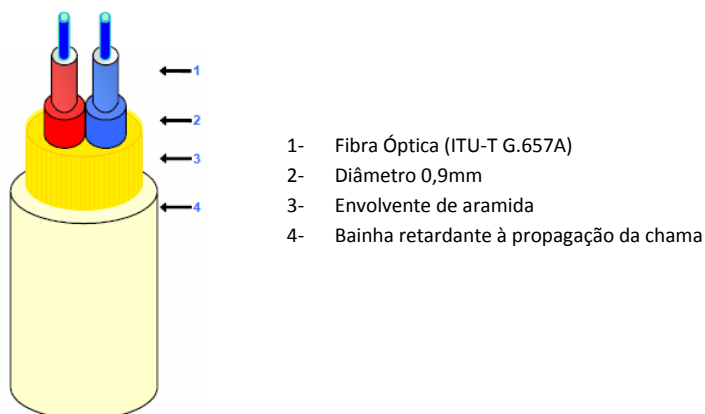 1
2
3
4
1- Fibra Óptica (ITU-T G.657A)
2- Diâmetro 0,9mm
3- Envolvente de aramida
4- Bainha retardante à propagação da chama